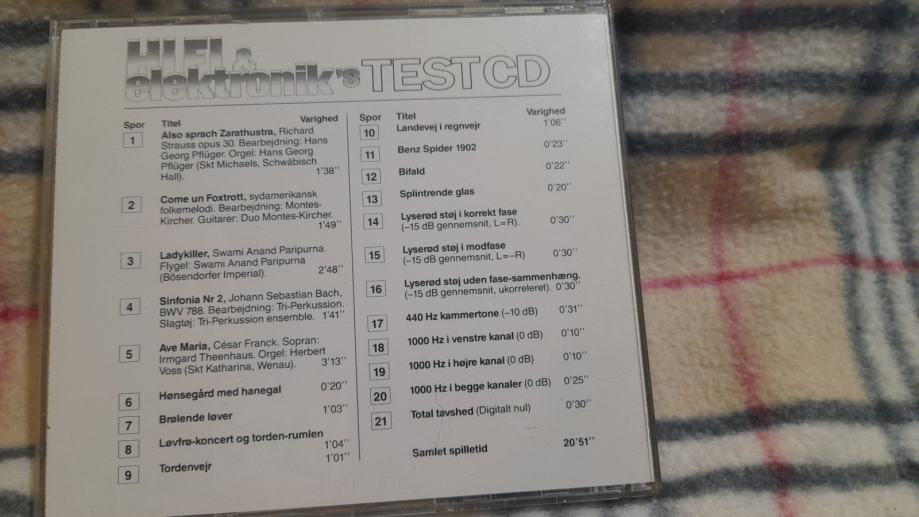 HI FI &
elektronik's TEST CD
Spor Titel Varighed
1 Also sprach Zarathustra, Richard
Strauss opus 30. Bearbejdning: Hans
Georg Pflüger. Orgel: Hans Georg
Pflüger (Skt Michaels, Schwäbisch
Hall). 1'38''
2 Come un Foxtrott, sydamerikansk
folkemelodi. Bearbejdning: Montes-
Kircher. Guitarer: Duo Montes-Kircher.
1'49''
3 Ladykiller, Swami Anand Paripurna.
Flygel: Swami Anand Paripurna
(Bösendorfer Imperial). 2'48''
4 Sinfonia Nr 2, Johann Sebastian Bach,
BWV 788. Bearbejdning: Tri-Perkussion.
Slagtøj: Tri-Perkussion ensemble. 1'41''
5 Ave Maria, César Franck. Sopran:
Irmgard Theenhaus. Orgel: Herbert
Voss (Skt Katharina, Wenau). 3'13''
6 Hønsegård med hanegal 0'20''
7 Brølende løver 1'03''
8 Løvfrø-koncert og torden-rumlen
1'04''
9 Tordenvejr 1'01''
Spor Titel Varighed
10 Landevej i regnvejr 1'06''
11 Benz Spider 1902 0'23''
12 Bifald 0'22''
13 Splintrende glas 0'20''
14 Lyserød støj i korrekt fase
(–15 dB gennemsnit, L=R). 0'30''
15 Lyserød støj i modfase
(–15 dB gennemsnit, L=–R) 0'30''
16 Lyserød støj uden fase-sammenhæng.
(–15 dB gennemsnit, ukorreleret). 0'30''
17 440 Hz kammertone (–10 dB) 0'31''
18 1000 Hz i venstre kanal (0 dB) 0'10''
19 1000 Hz i højre kanal (0 dB) 0'10''
20 1000 Hz i begge kanaler (0 dB) 0'25''
21 Total tavshed (Digitalt nul) 0'30''
Samlet spilletid 20'51''